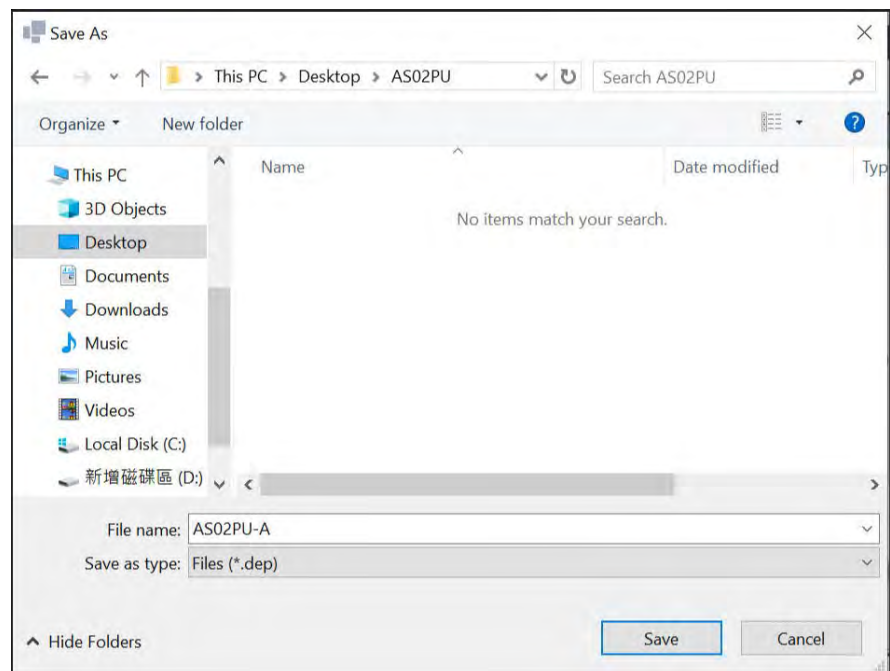 Save As
This PC > Desktop > AS02PU
Search AS02PU
Organize
New folder
Name
Date modified
Typ
No items match your search.
This PC
3D Objects
Desktop
Documents
Downloads
Music
Pictures
Videos
Local Disk (C:)
新增磁碟區 (D:)
File name: AS02PU-A
Save as type: Files (*.dep)
Hide Folders
Save
Cancel